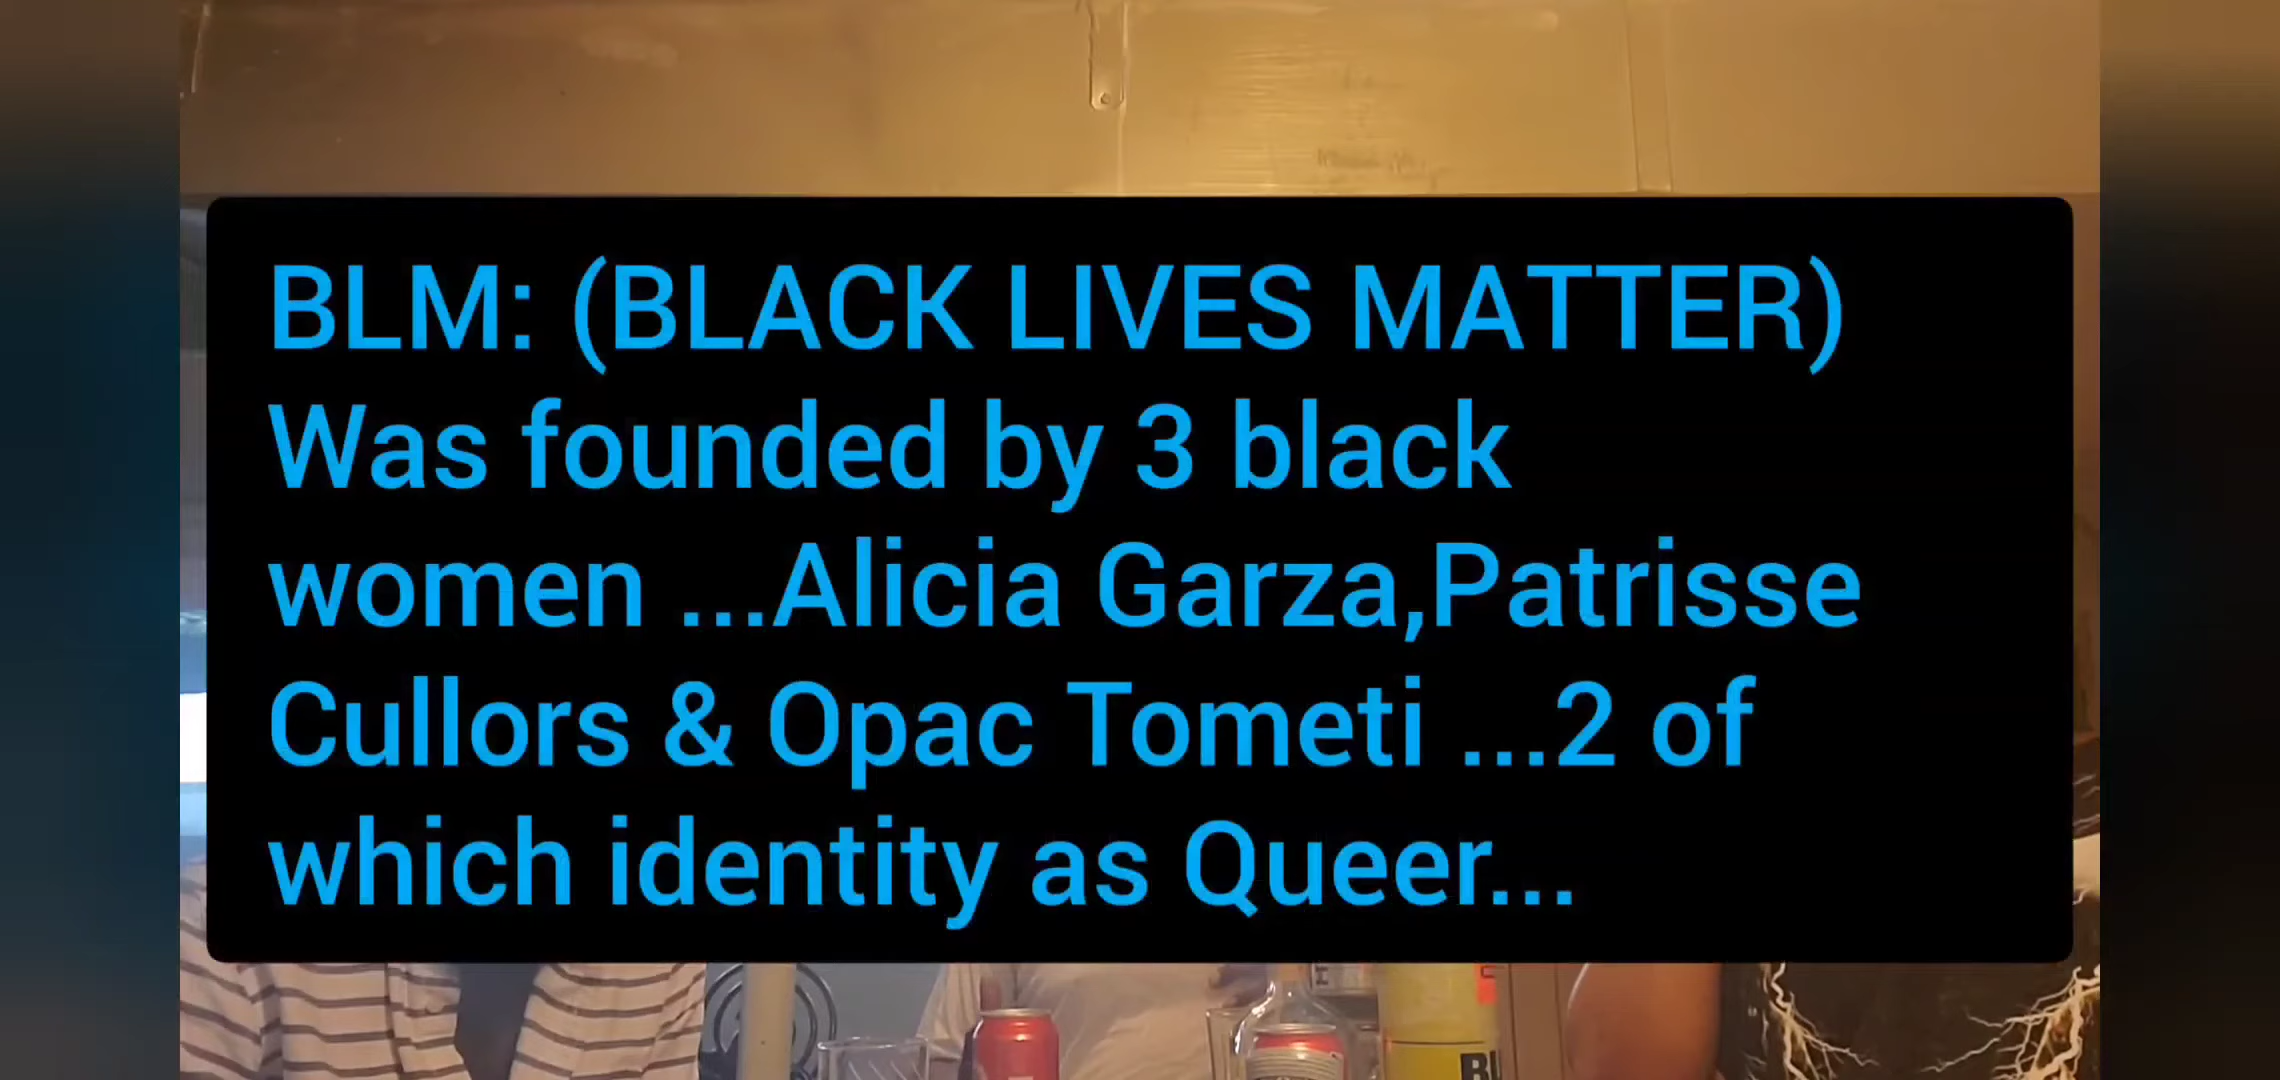 BLM: (BLACK LIVES MATTER)
Was founded by 3 black
women ...Alicia Garza,Patrisse
Cullors & Opac Tometi ...2 of
which identity as Queer...